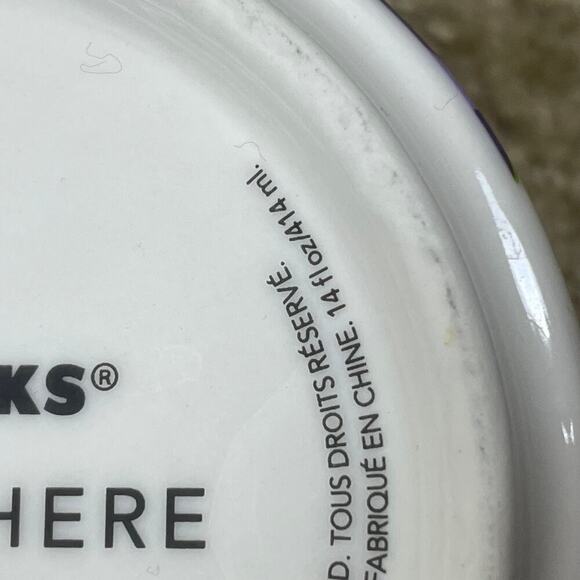 KS®
HERE
D. TOUS DROITS RÉSERVÉ.
FABRIQUÉ EN CHINE. 14 fl oz/414 ml.